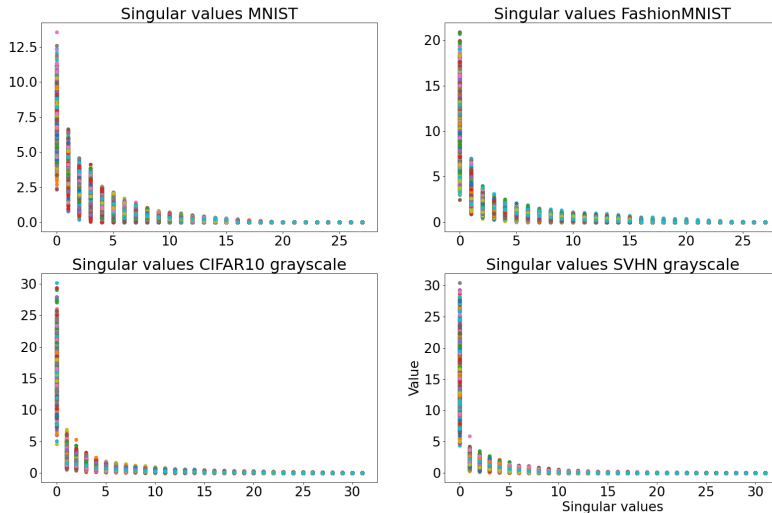 Singular values MNIST
12.5
10.0
7.5
5.0
2.5
0.0
0 5 10 15 20 25
Singular values FashionMNIST
20
15
10
5
0
0 5 10 15 20 25
Singular values CIFAR10 grayscale
30
25
20
15
10
5
0
0 5 10 15 20 25 30
Singular values SVHN grayscale
Value
30
25
20
15
10
5
0
0 5 10 15 20 25 30
Singular values